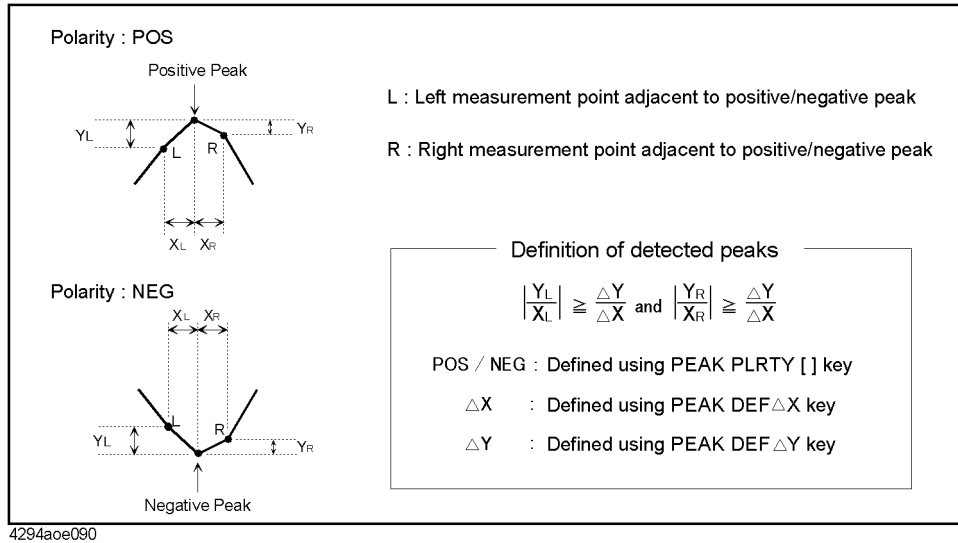 Polarity : POS
Positive Peak
YL
L
R
YR
XL XR
L : Left measurement point adjacent to positive/negative peak
R : Right measurement point adjacent to positive/negative peak
Polarity : NEG
XL XR
L
R
YL
YR
Negative Peak
Definition of detected peaks
|YL/XL| ≧ △Y/△X and |YR/XR| ≧ △Y/△X
POS / NEG : Defined using PEAK PLRTY [ ] key
△X : Defined using PEAK DEF△X key
△Y : Defined using PEAK DEF△Y key
4294aoe090